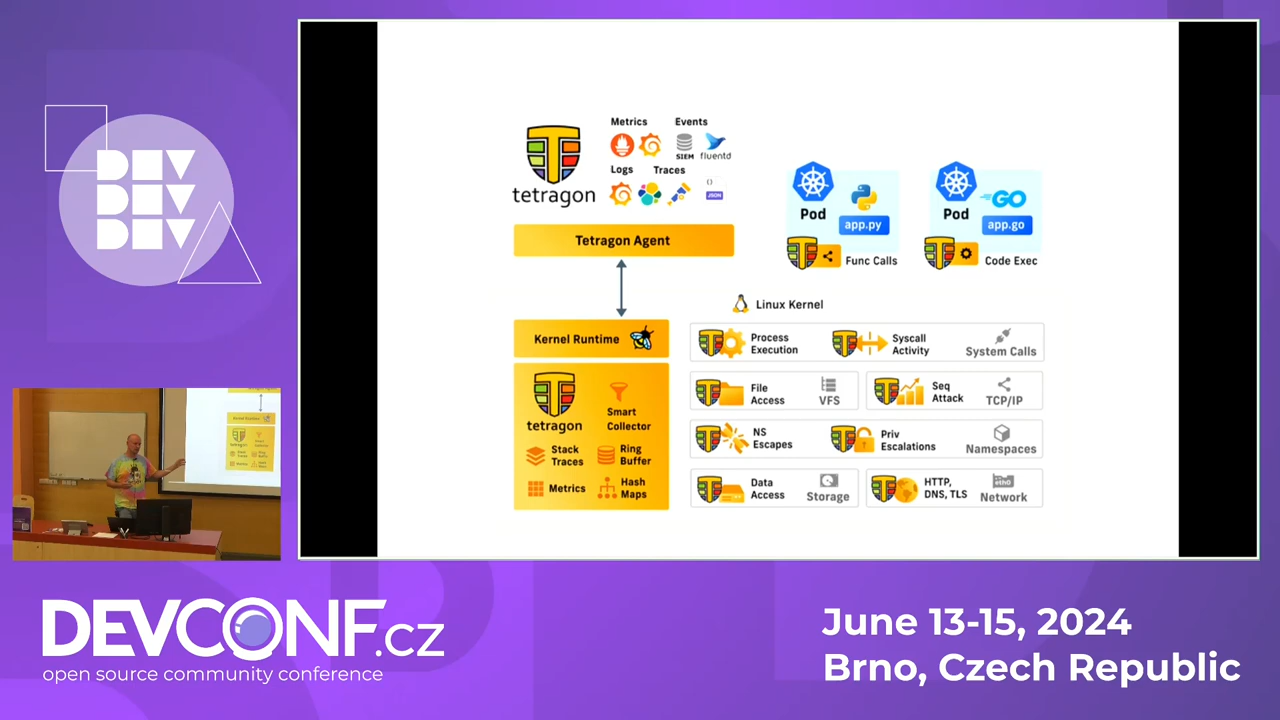 DEV
DEV
DEV
tetragon
Metrics
Events
SIEM
fluentd
Logs
Traces
{}
JSON
Tetragon Agent
Pod
app.py
Func Calls
Pod
GO
app.go
Code Exec
Linux Kernel
Kernel Runtime
tetragon
Smart
Collector
Stack
Traces
Ring
Buffer
Metrics
Hash
Maps
Process
Execution
Syscall
Activity
System Calls
File
Access
VFS
Seq
Attack
TCP/IP
NS
Escapes
Priv
Escalations
Namespaces
Data
Access
Storage
HTTP,
DNS, TLS
eth0
Network
DEVCONF.cz
open source community conference
June 13-15, 2024
Brno, Czech Republic